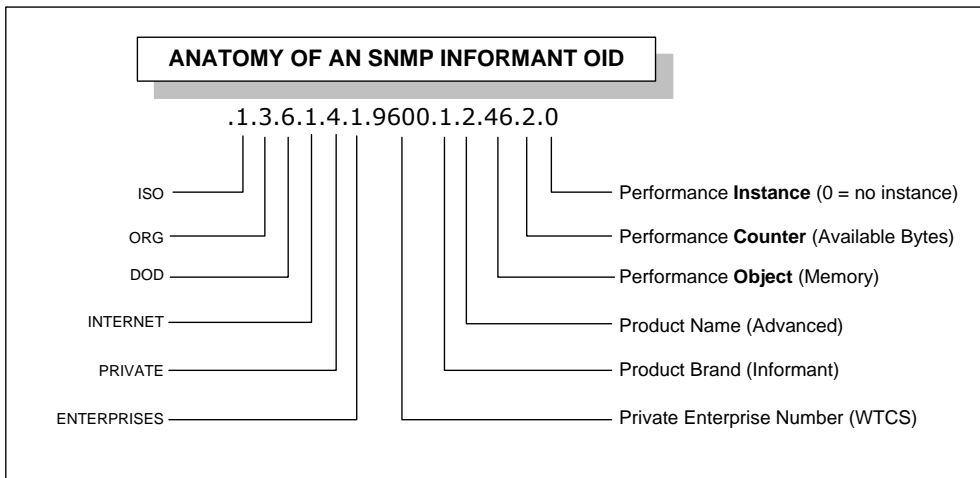 ANATOMY OF AN SNMP INFORMANT OID
.1.3.6.1.4.1.9600.1.2.46.2.0
ISO
ORG
DOD
INTERNET
PRIVATE
ENTERPRISES
Performance Instance (0 = no instance)
Performance Counter (Available Bytes)
Performance Object (Memory)
Product Name (Advanced)
Product Brand (Informant)
Private Enterprise Number (WTCS)